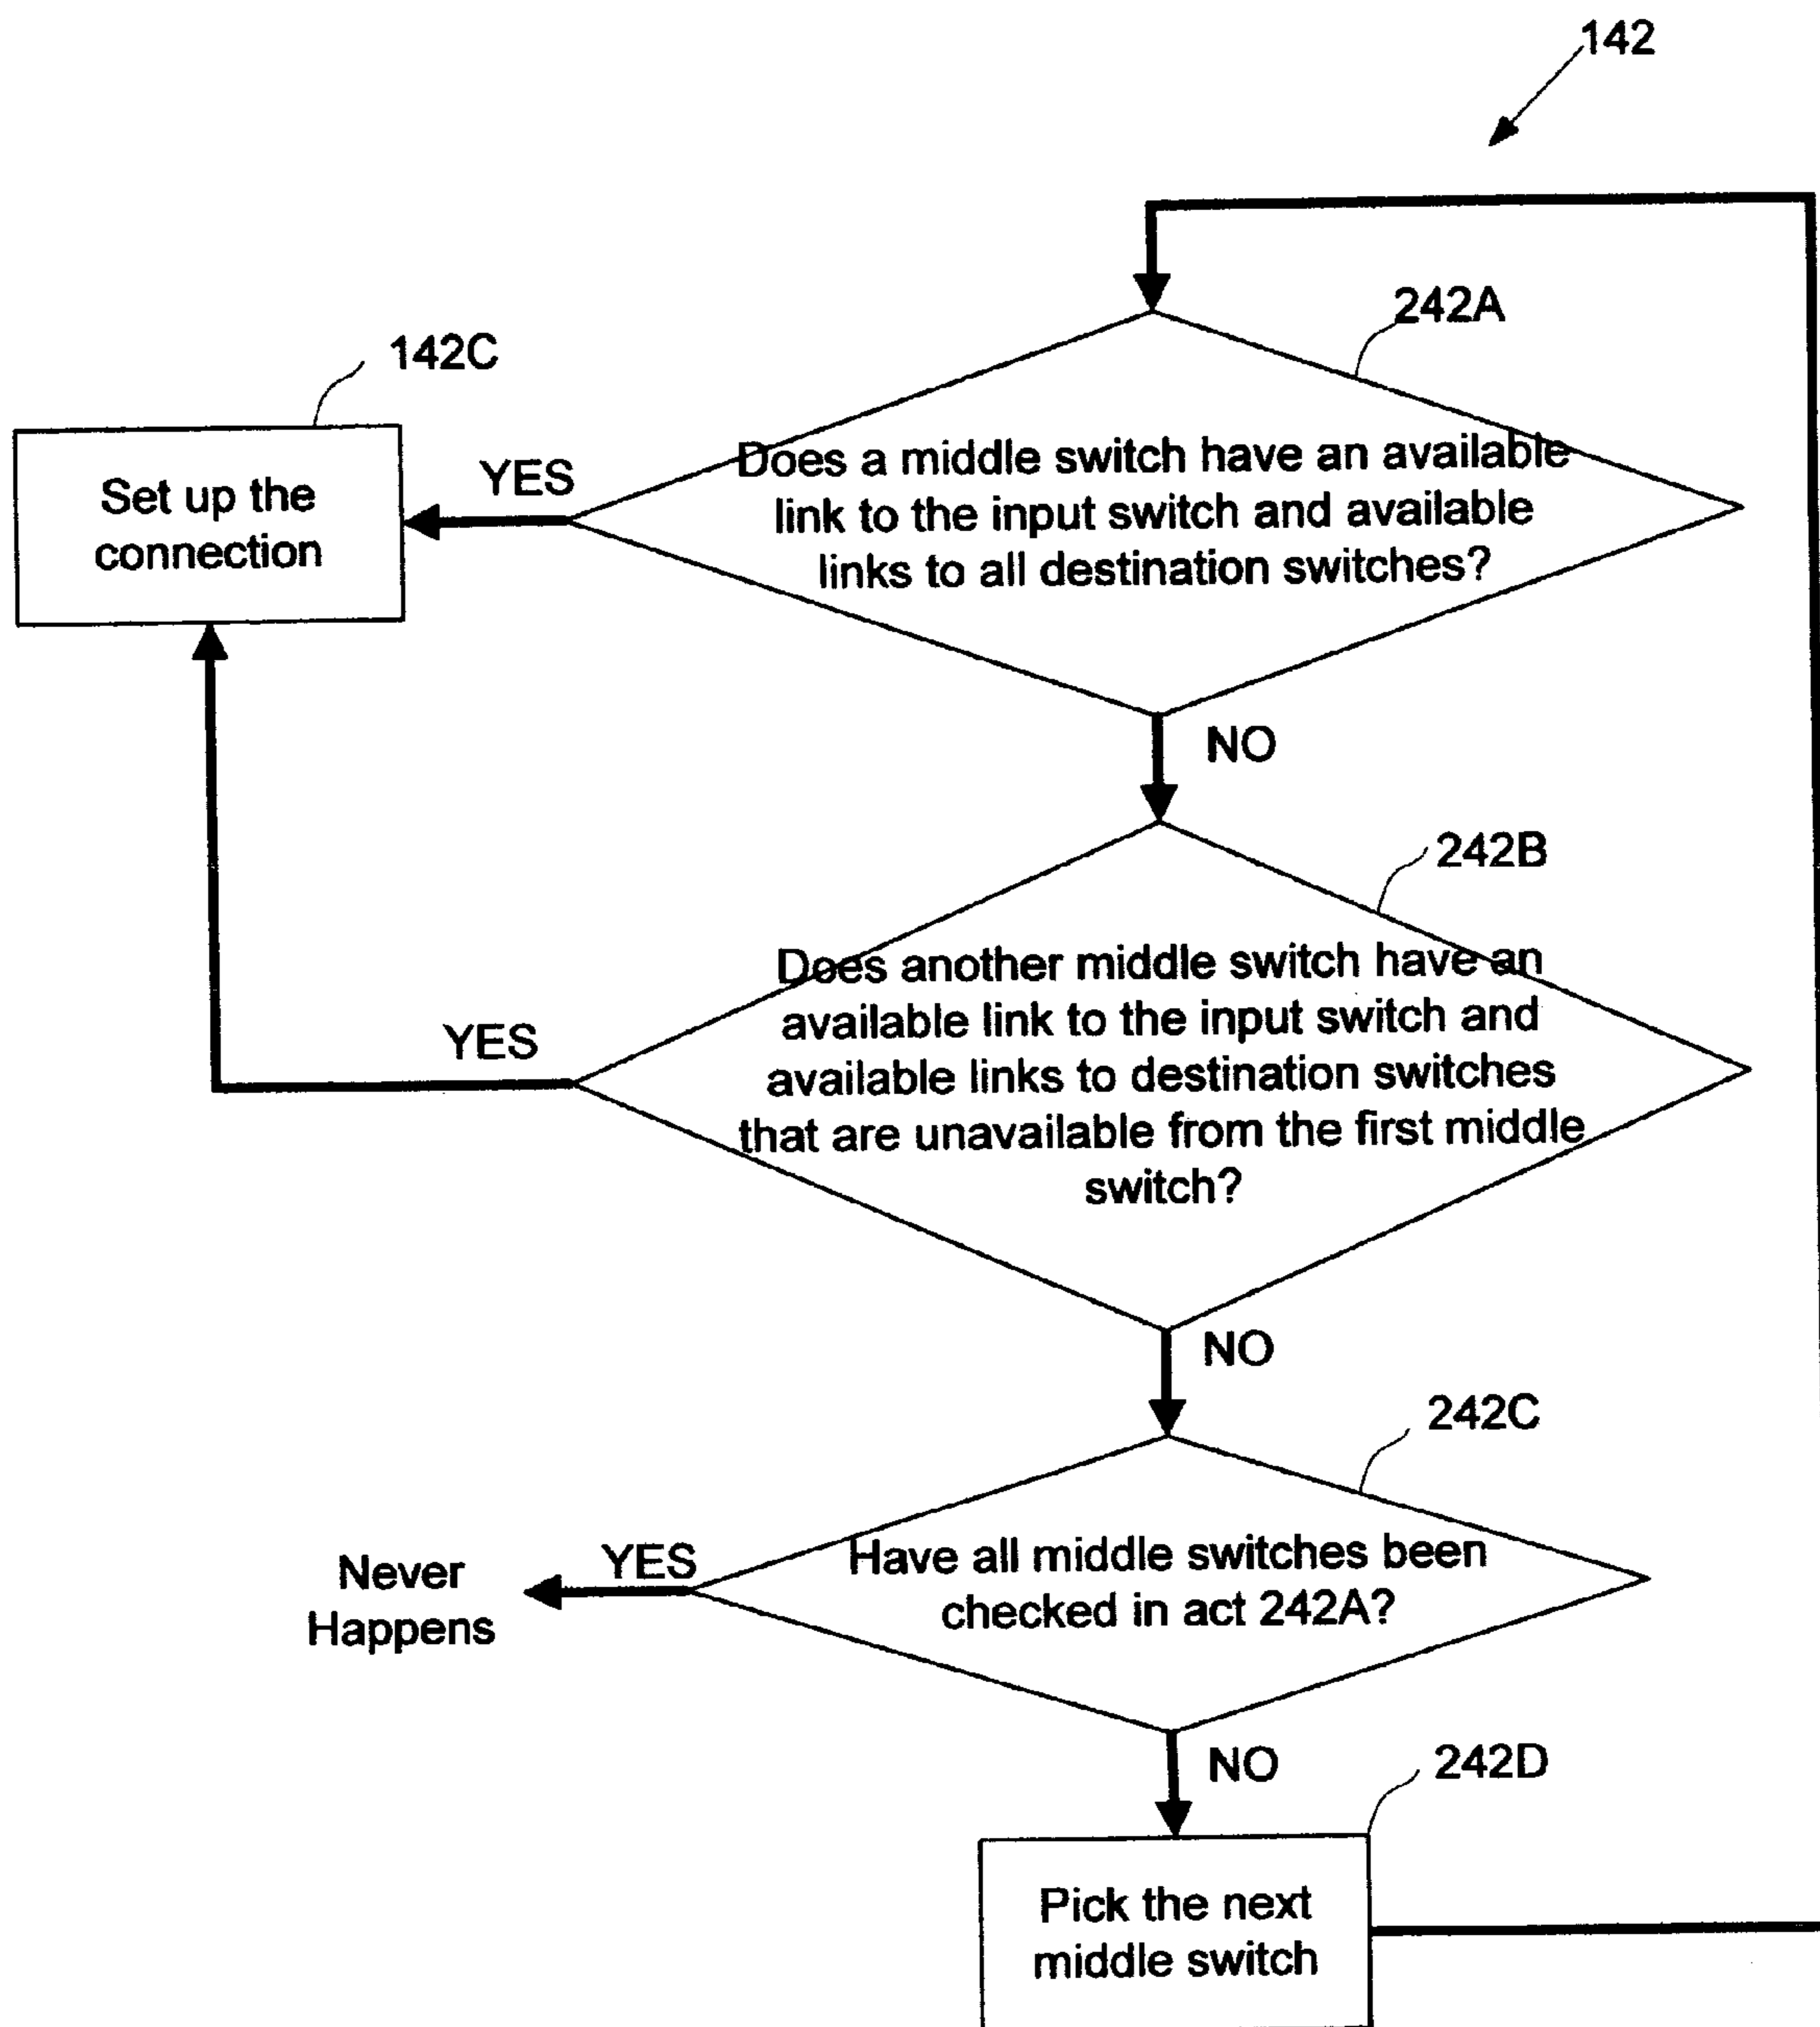 142
242A
142C
Does a middle switch have an available
link to the input switch and available
links to all destination switches?
YES
Set up the
connection
NO
242B
Does another middle switch have an
available link to the input switch and
available links to destination switches
that are unavailable from the first middle
switch?
YES
NO
242C
Have all middle switches been
checked in act 242A?
YES
Never
Happens
NO
242D
Pick the next
middle switch